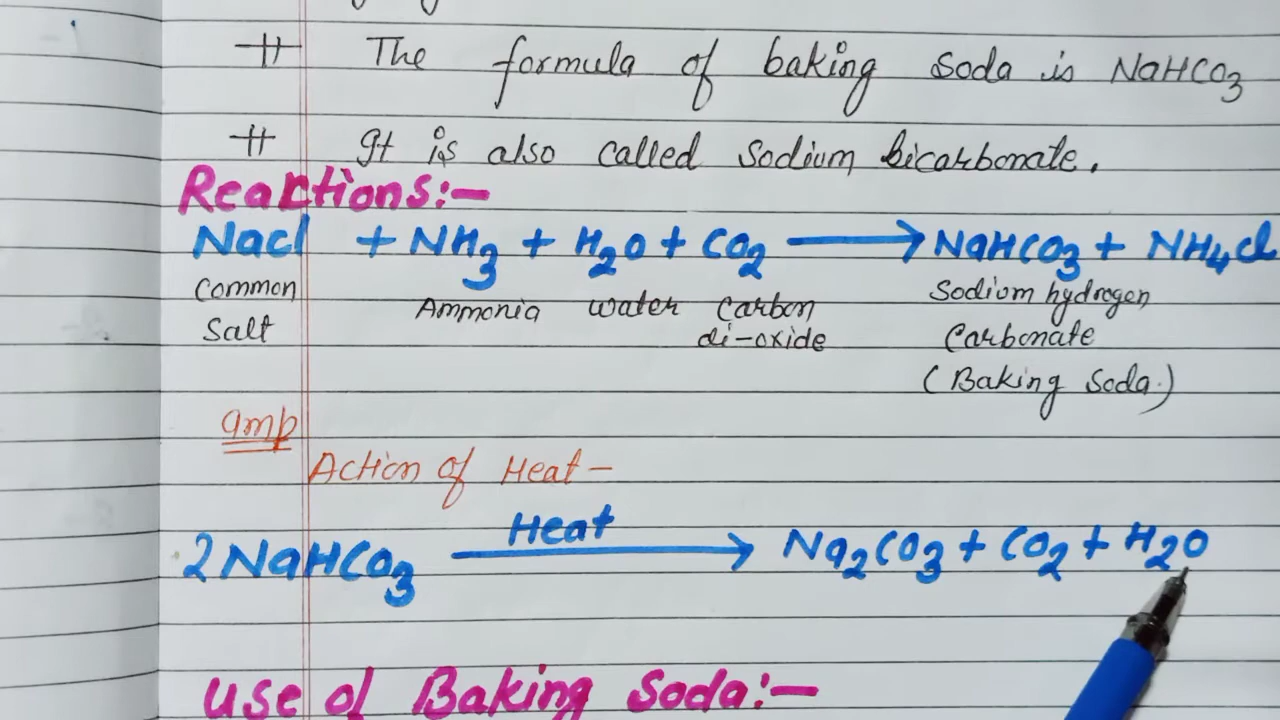 The formula of baking Soda is NaHCO3
It is also called Sodium bicarbonate.
Reactions:-
Nacl + NH3 + H2O + CO2 ⟶ NaHCO3 + NH4Cl
Common Ammonia water Carbon Sodium hydrogen
Salt di-oxide Carbonate
(Baking Soda.)
Imp
Action of Heat-
Heat
2NaHCO3 ⟶ Na2CO3 + CO2 + H2O
Use of Baking Soda:-